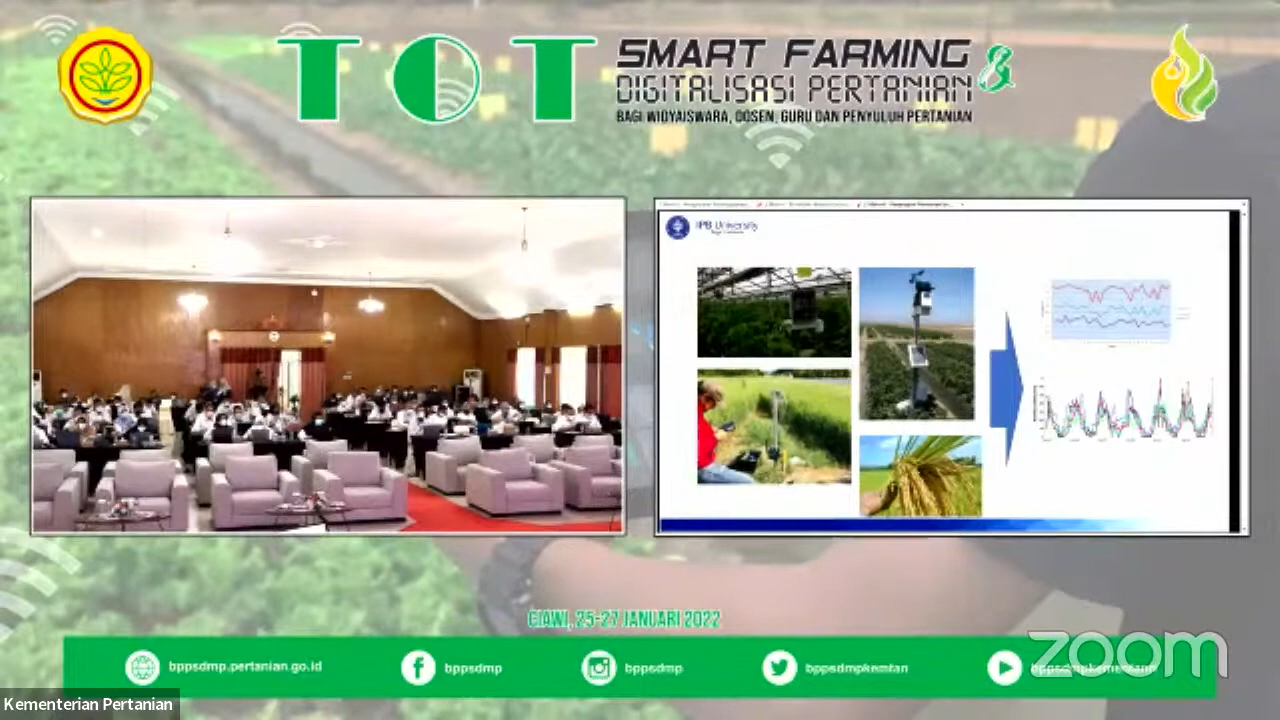 TOT
SMART FARMING &
DIGITALISASI PERTANIAN
BAGI WIDYAISWARA, DOSEN, GURU DAN PENYULUH PERTANIAN
IPB University
CIAWI, 25-27 JANUARI 2022
bppsdmp.pertanian.go.id
bppsdmp
bppsdmp
bppsdmpkemtan
zoom
Kementerian Pertanian